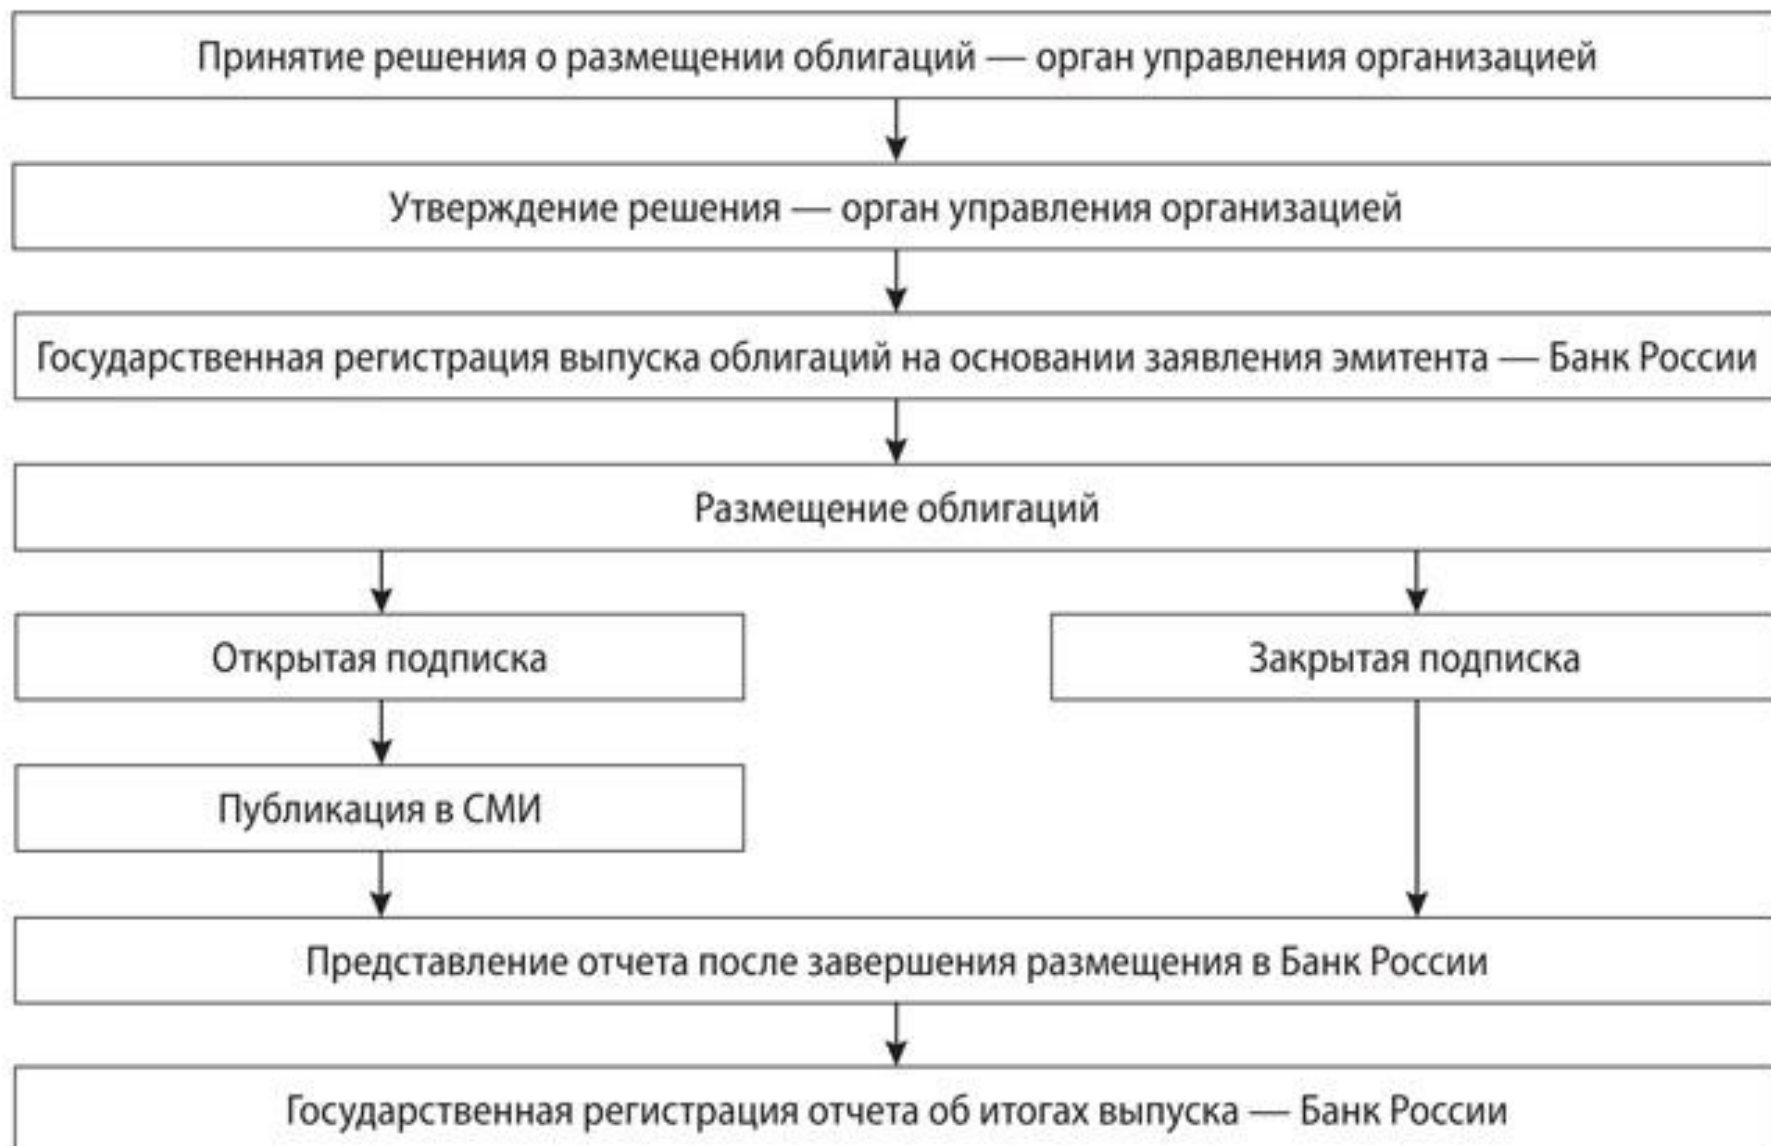 Принятие решения о размещении облигаций — орган управления организацией
Утверждение решения — орган управления организацией
Государственная регистрация выпуска облигаций на основании заявления эмитента — Банк России
Размещение облигаций
Открытая подписка
Закрытая подписка
Публикация в СМИ
Представление отчета после завершения размещения в Банк России
Государственная регистрация отчета об итогах выпуска — Банк России